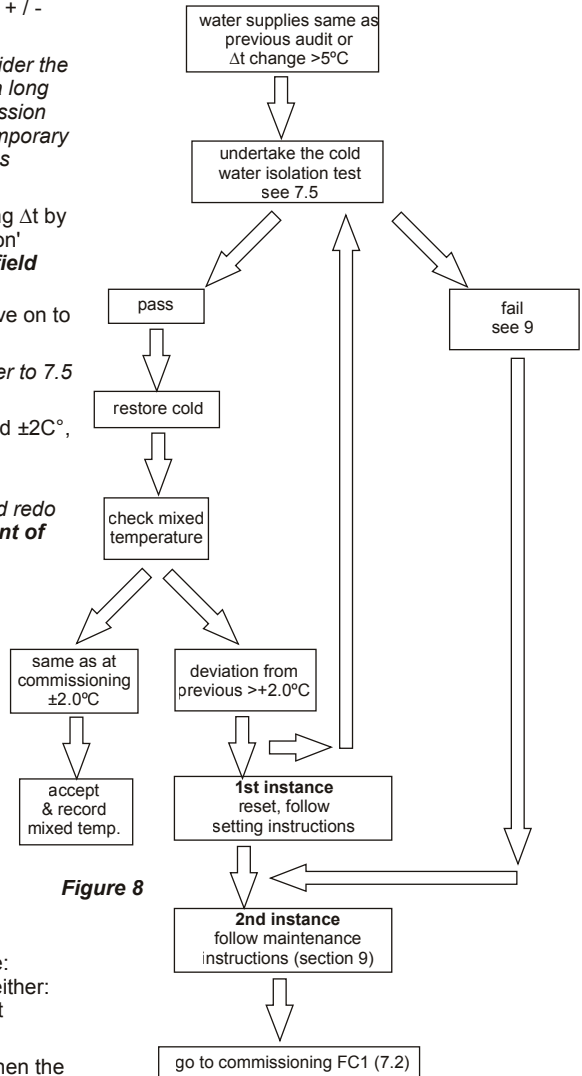 + / -
ider the
a long
ission
mporary
s
ng Δt by
on'
field
ve on to
er to 7.5
d ±2C°,
d redo
nt of
e:
either:
t
hen the
water supplies same as
previous audit or
Δt change >5ºC
undertake the cold
water isolation test
see 7.5
pass
fail
see 9
restore cold
check mixed
temperature
same as at
commissioning
±2.0ºC
deviation from
previous >+2.0ºC
accept
& record
mixed temp.
1st instance
reset, follow
setting instructions
Figure 8
2nd instance
follow maintenance
instructions (section 9)
go to commissioning FC1 (7.2)